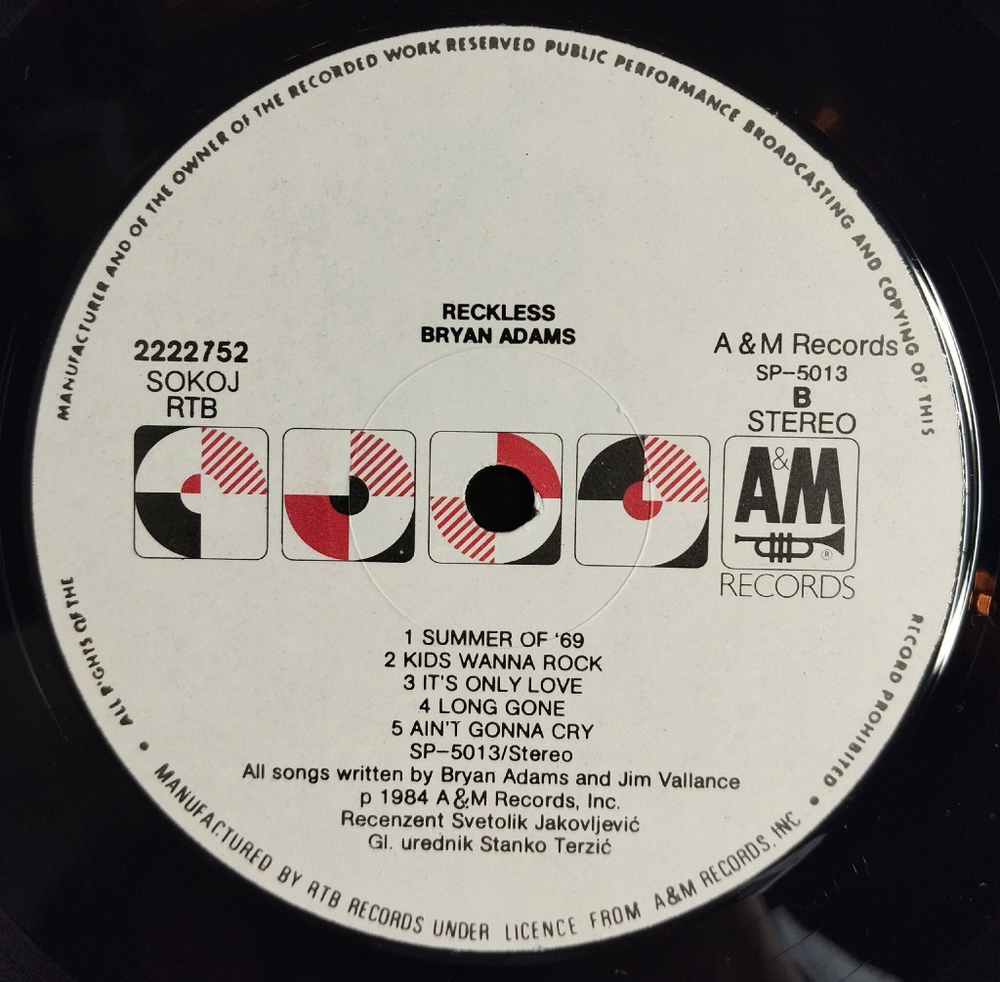 MANUFACTURER AND OF THE OWNER OF THE RECORDED WORK RESERVED PUBLIC PERFORMANCE BROADCASTING AND COPYING OF THIS
RECKLESS
BRYAN ADAMS
2222752
SOKOJ
RTB
A&M Records
SP-5013
B
STEREO
A&M
®
RECORDS
1 SUMMER OF '69
2 KIDS WANNA ROCK
3 IT'S ONLY LOVE
4 LONG GONE
5 AIN'T GONNA CRY
SP-5013/Stereo
All songs written by Bryan Adams and Jim Vallance
p 1984 A&M Records, Inc.
Recenzent Svetolik Jakovljević
Gl. urednik Stanko Terzić
RECORD PROHIBITED •
ALL RIGHTS OF THE
• MANUFACTURED BY RTB RECORDS UNDER LICENCE FROM A&M RECORDS, INC